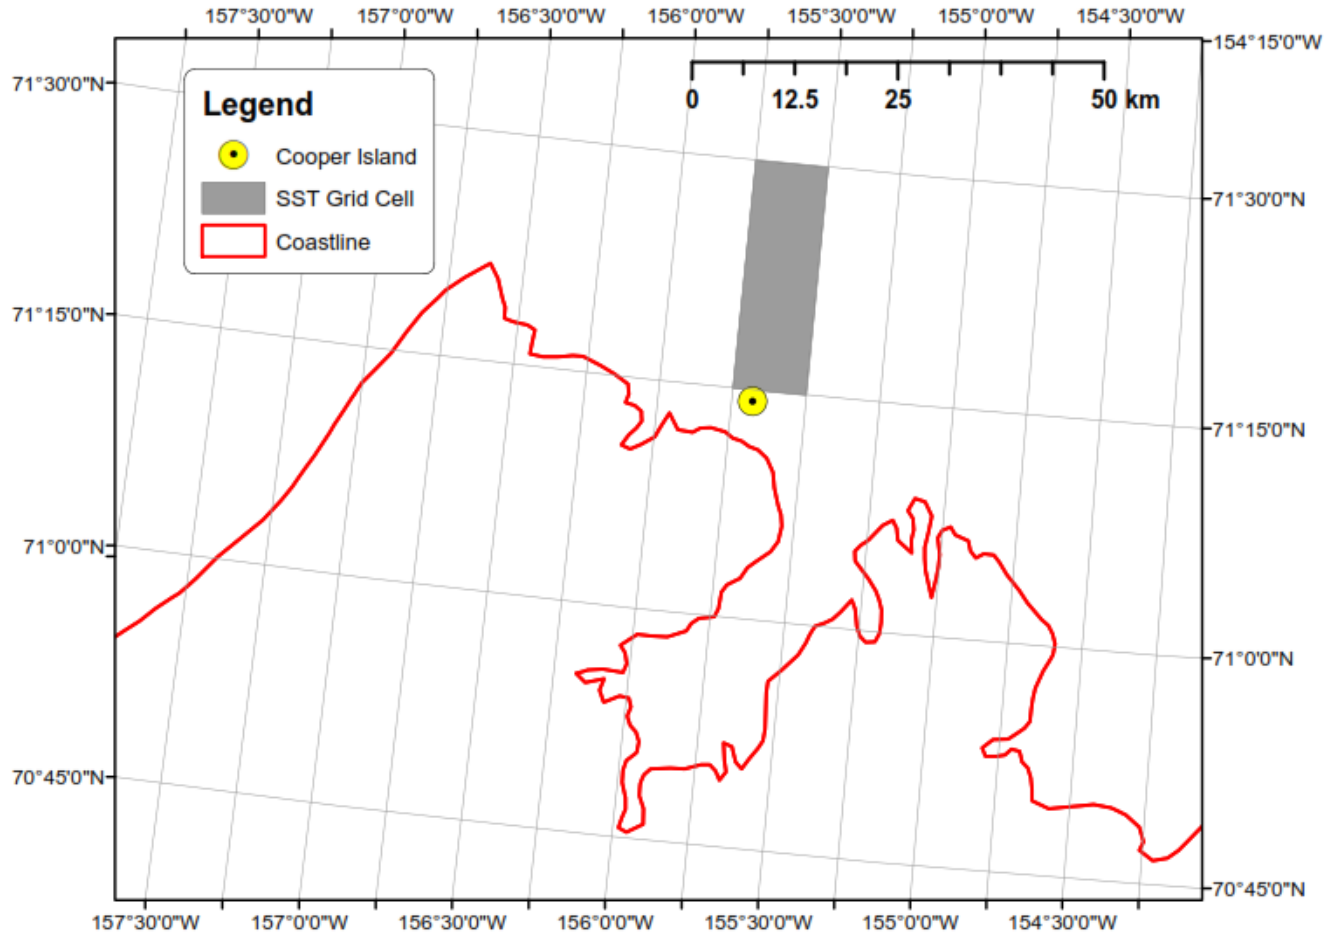 157°30'0"W 157°0'0"W 156°30'0"W 156°0'0"W 155°30'0"W 155°0'0"W 154°30'0"W
154°15'0"W
71°30'0"N
Legend
Cooper Island
SST Grid Cell
Coastline
0 12.5 25 50 km
71°30'0"N
71°15'0"N
71°15'0"N
71°0'0"N
71°0'0"N
70°45'0"N
70°45'0"N
157°30'0"W 157°0'0"W 156°30'0"W 156°0'0"W 155°30'0"W 155°0'0"W 154°30'0"W